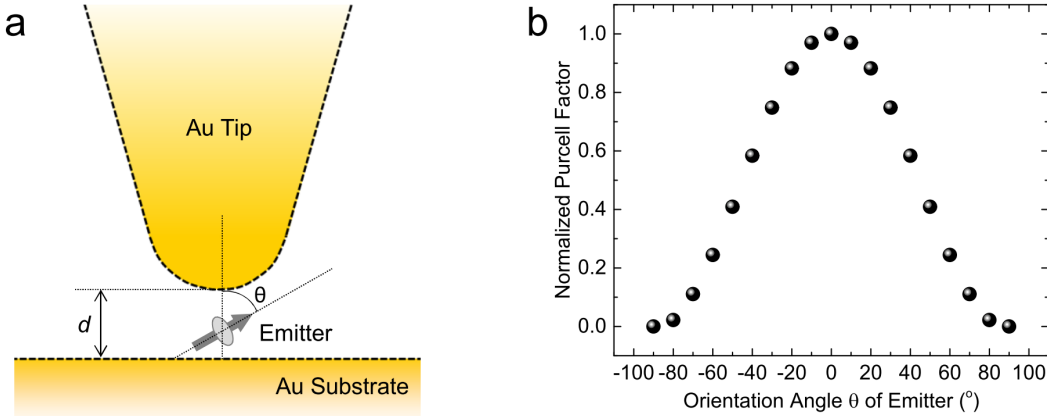 a
Au Tip
θ
d
Emitter
Au Substrate
b
Normalized Purcell Factor
1.0
0.8
0.6
0.4
0.2
0.0
-100 -80 -60 -40 -20 0 20 40 60 80 100
Orientation Angle θ of Emitter (°)